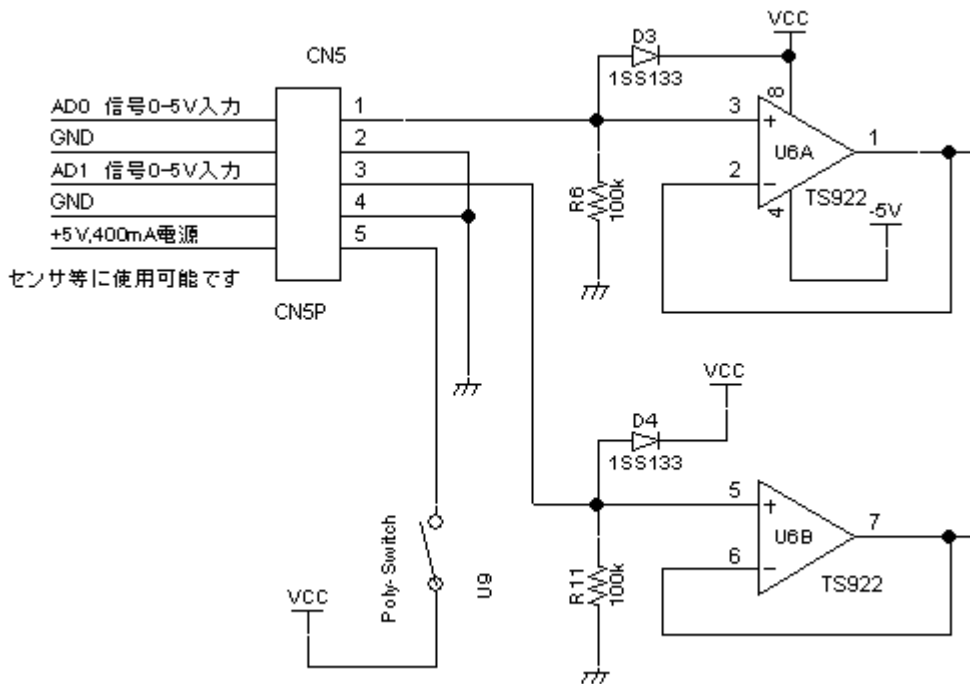 CN5
AD0 信号0-5V入力
GND
AD1 信号0-5V入力
GND
+5V,400mA電源
センサ等に使用可能です
CN5P
1
2
3
4
5
D3
1SS133
VCC
8
3
+
2
−
U6A
1
TS922
4
-5V
R6
100k
VCC
D4
1SS133
5
+
6
−
U6B
7
TS922
R11
100k
Poly-Switch
U9
VCC